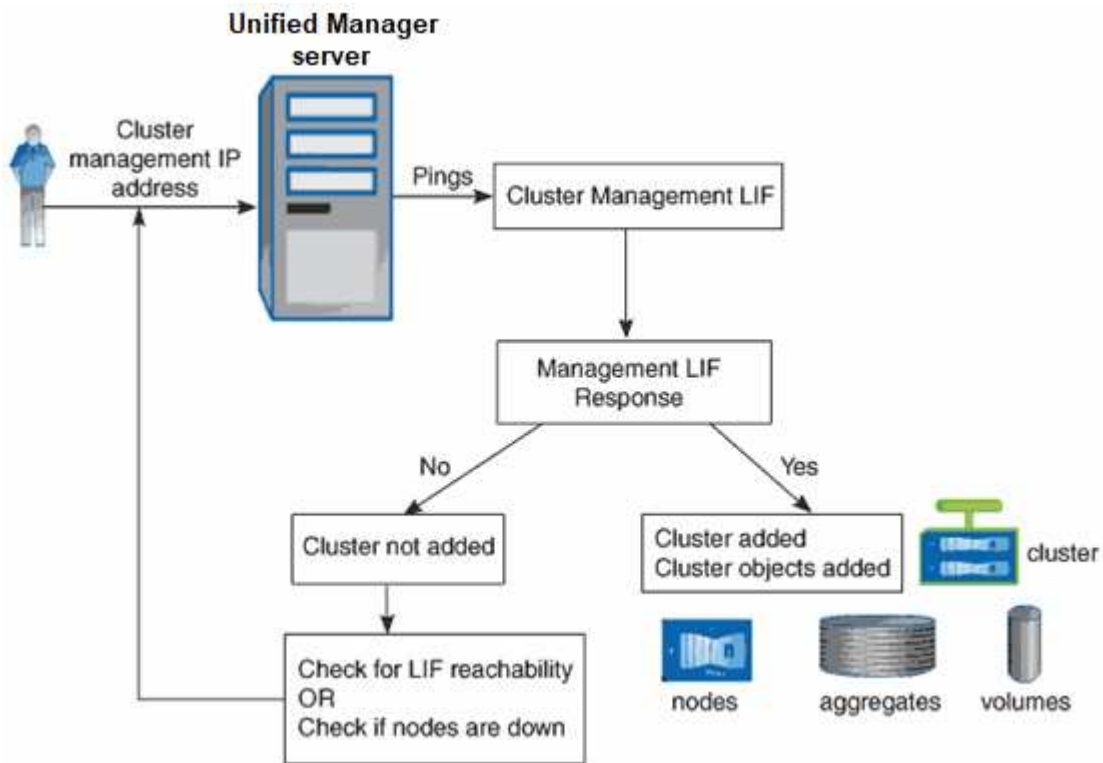 Unified Manager
server
Cluster
management IP
address
Pings
Cluster Management LIF
Management LIF
Response
No
Yes
Cluster not added
Cluster added
Cluster objects added
cluster
Check for LIF reachability
OR
Check if nodes are down
nodes
aggregates
volumes